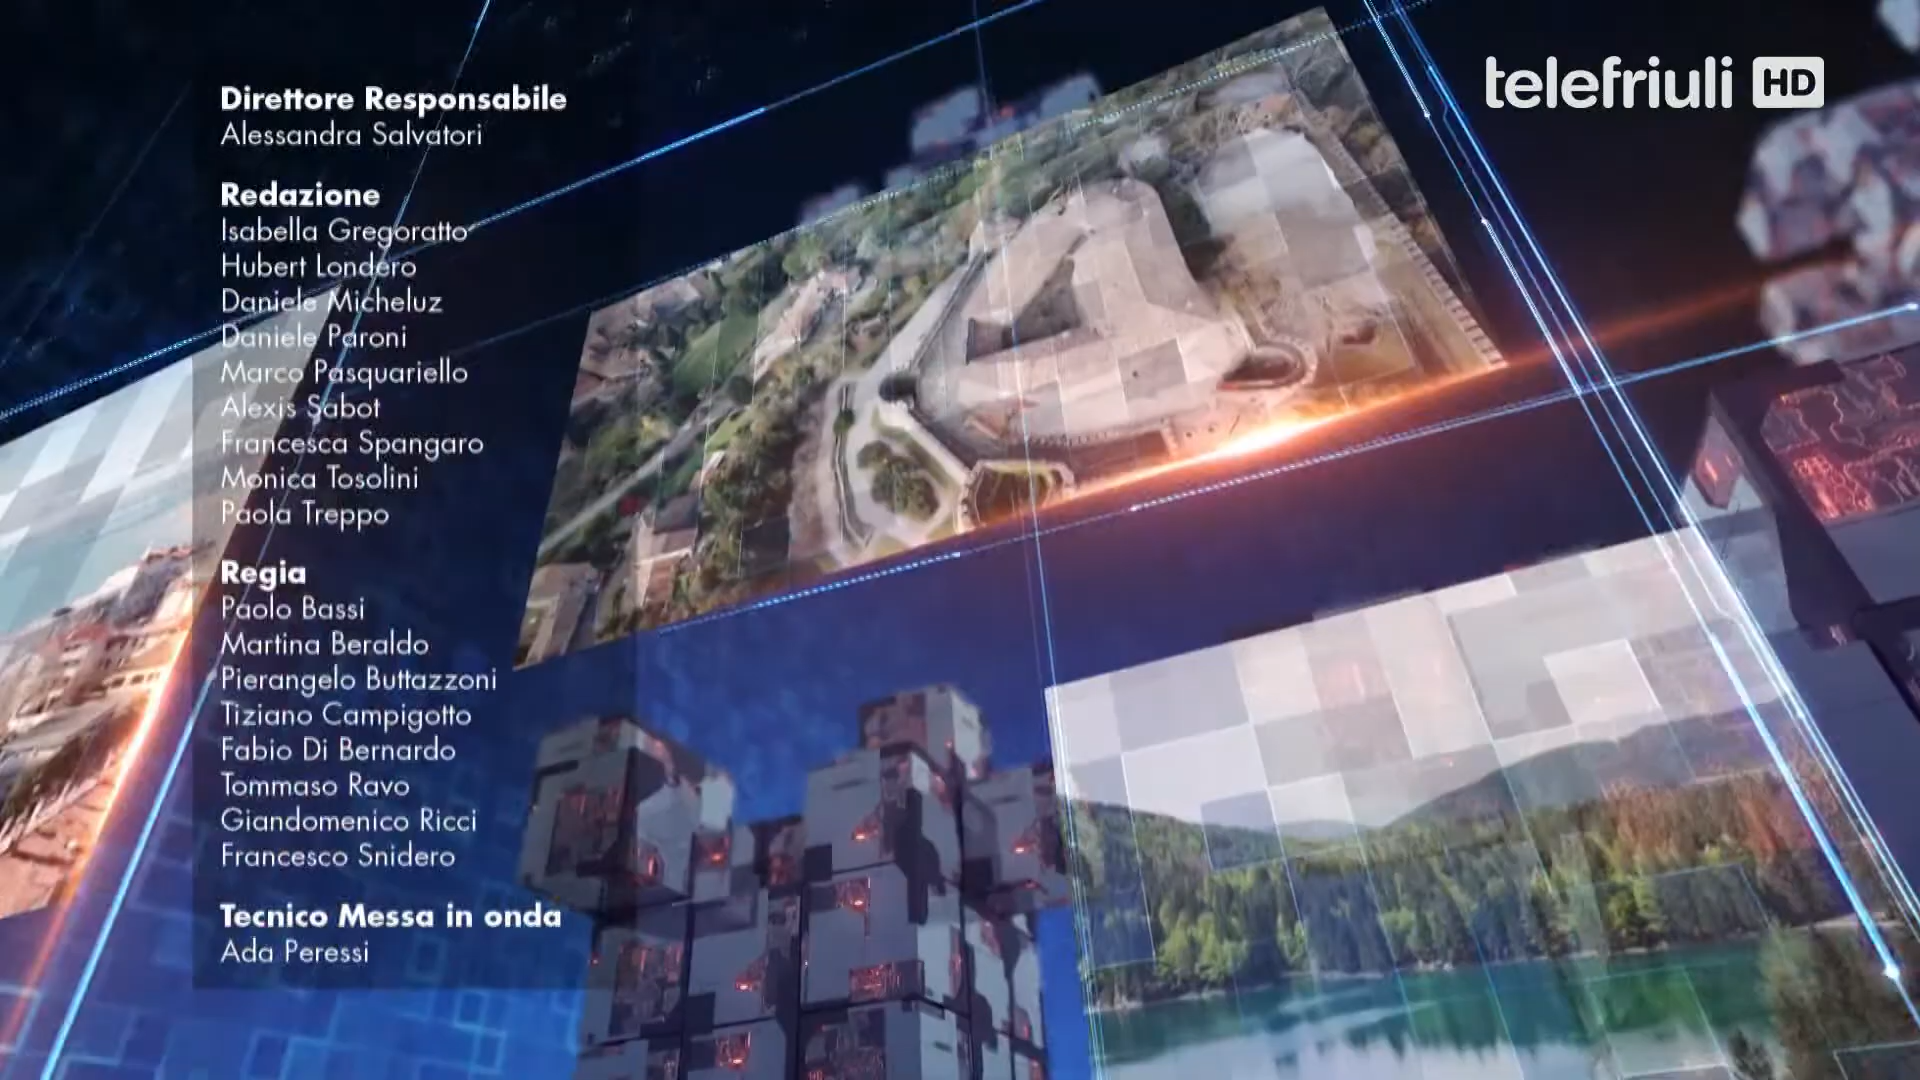 Direttore Responsabile
Alessandra Salvatori
Redazione
Isabella Gregoratto
Hubert Londero
Daniele Micheluz
Daniele Paroni
Marco Pasquariello
Alexis Sabot
Francesca Spangaro
Monica Tosolini
Paola Treppo
Regia
Paolo Bassi
Martina Beraldo
Pierangelo Buttazzoni
Tiziano Campigotto
Fabio Di Bernardo
Tommaso Ravo
Giandomenico Ricci
Francesco Snidero
Tecnico Messa in onda
Ada Peressi
telefriuli HD